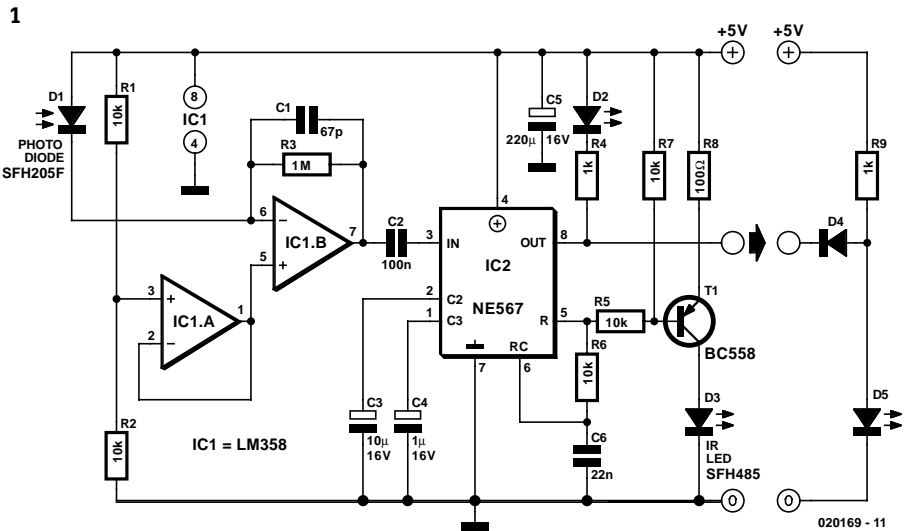 1
+5V
+5V
D1
PHOTO
DIODE
SFH205F
R1
10k
8
IC1
4
C1
67p
R3
1M
C5
220µ 16V
D2
R4
1k
R7
10k
R8
100Ω
R9
1k
6
IC1.B
7
5
C2
100n
3
IN
4
OUT
8
IC2
NE567
2
C2
1
C3
R
5
RC
6
7
R5
10k
R6
10k
T1
BC558
D4
3
IC1.A
1
2
R2
10k
IC1 = LM358
C3
10µ
16V
C4
1µ
16V
C6
22n
D3
IR
LED
SFH485
D5
0
0
020169 - 11